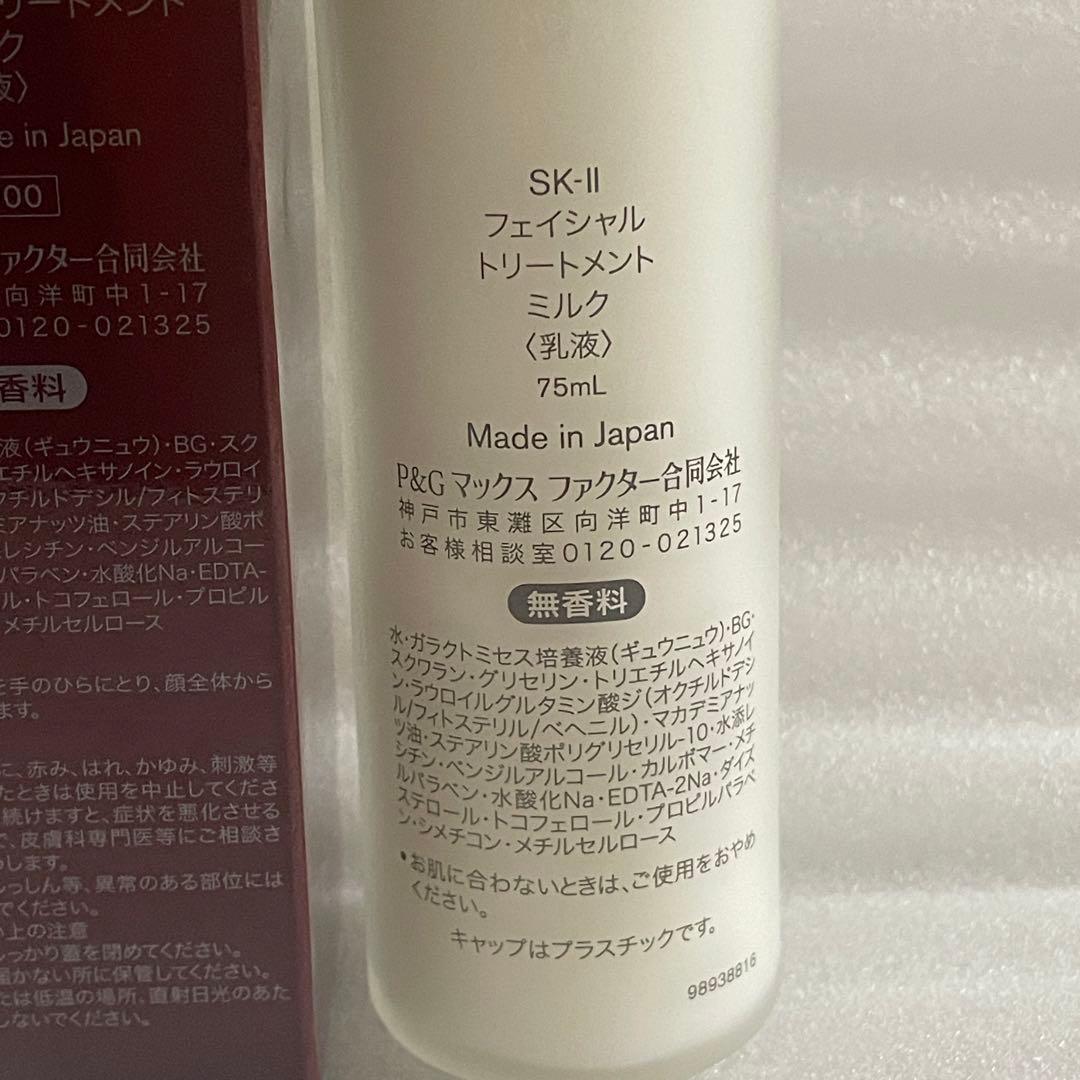 リートメント
ク
液〉
e in Japan
00
ァクター合同会社
向洋町中1-17
0120-021325
香料
液(ギュウニュウ)・BG・スク
エチルヘキサノイン・ラウロイ
クチルドデシル/フィトステリ
ミアナッツ油・ステアリン酸ポ
レシチン・ベンジルアルコー
パラベン・水酸化Na・EDTA-
ル・トコフェロール・プロピル
メチルセルロース
を手のひらにとり、顔全体から
ます。
に、赤み、はれ、かゆみ、刺激等
たときは使用を中止してくださ
続けますと、症状を悪化させる
で、皮膚科専門医等にご相談さ
します。
しっしん等、異常のある部位には
でください。
い上の注意
しっかり蓋を閉めてください。
届かない所に保管してください。
たは低温の場所、直射日光のあた
しないでください。
SK-II
フェイシャル
トリートメント
ミルク
〈乳液〉
75mL
Made in Japan
P&G マックス ファクター合同会社
神戸市東灘区向洋町中1-17
お客様相談室0120-021325
無香料
水・ガラクトミセス培養液(ギュウニュウ)・BG・
スクワラン・グリセリン・トリエチルヘキサノイ
ン・ラウロイルグルタミン酸ジ(オクチルドデシ
ル/フィトステリル/ベヘニル)・マカデミアナッ
ツ油・ステアリン酸ポリグリセリル-10・水添レ
シチン・ベンジルアルコール・カルボマー・メチ
ルパラベン・水酸化Na・EDTA-2Na・ダイズ
ステロール・トコフェロール・プロピルパラベ
ン・シメチコン・メチルセルロース
•お肌に合わないときは、ご使用をおやめ
ください。
キャップはプラスチックです。
98938816